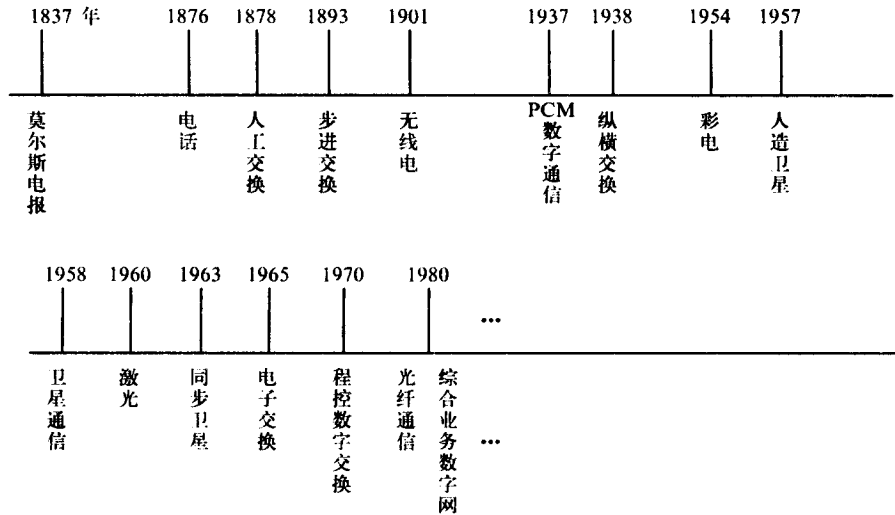 1837 年 1876 1878 1893 1901 1937 1938 1954 1957
莫尔斯电报
电话
人工交换
步进交换
无线电
PCM
数字通信
纵横交换
彩电
人造卫星
1958 1960 1963 1965 1970 1980 ...
卫星通信
激光
同步卫星
电子交换
程控数字交换
光纤通信
综合业务数字网
...